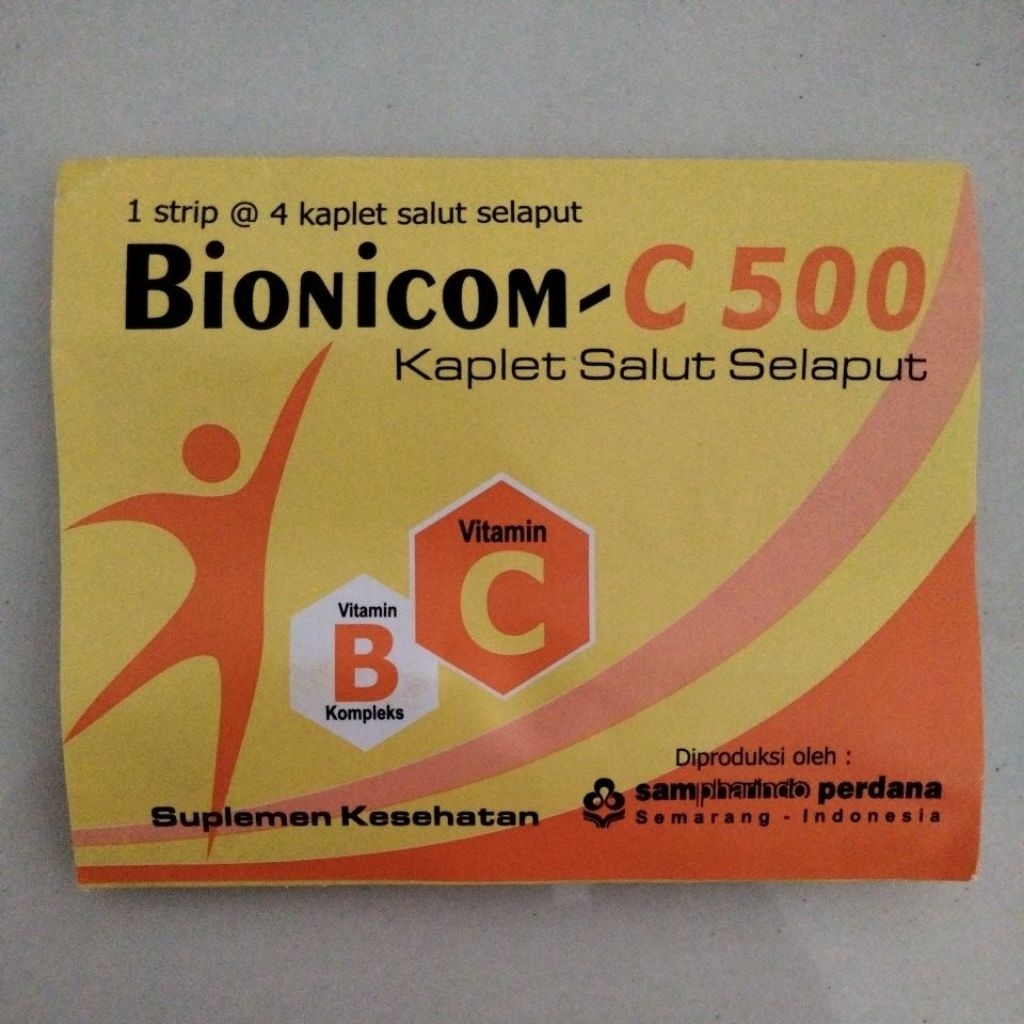 1 strip @ 4 kaplet salut selaput
Bionicom-C 500
Kaplet Salut Selaput
Vitamin
C
Vitamin
B
Kompleks
Diproduksi oleh :
sampharindo perdana
Semarang - Indonesia
Suplemen Kesehatan